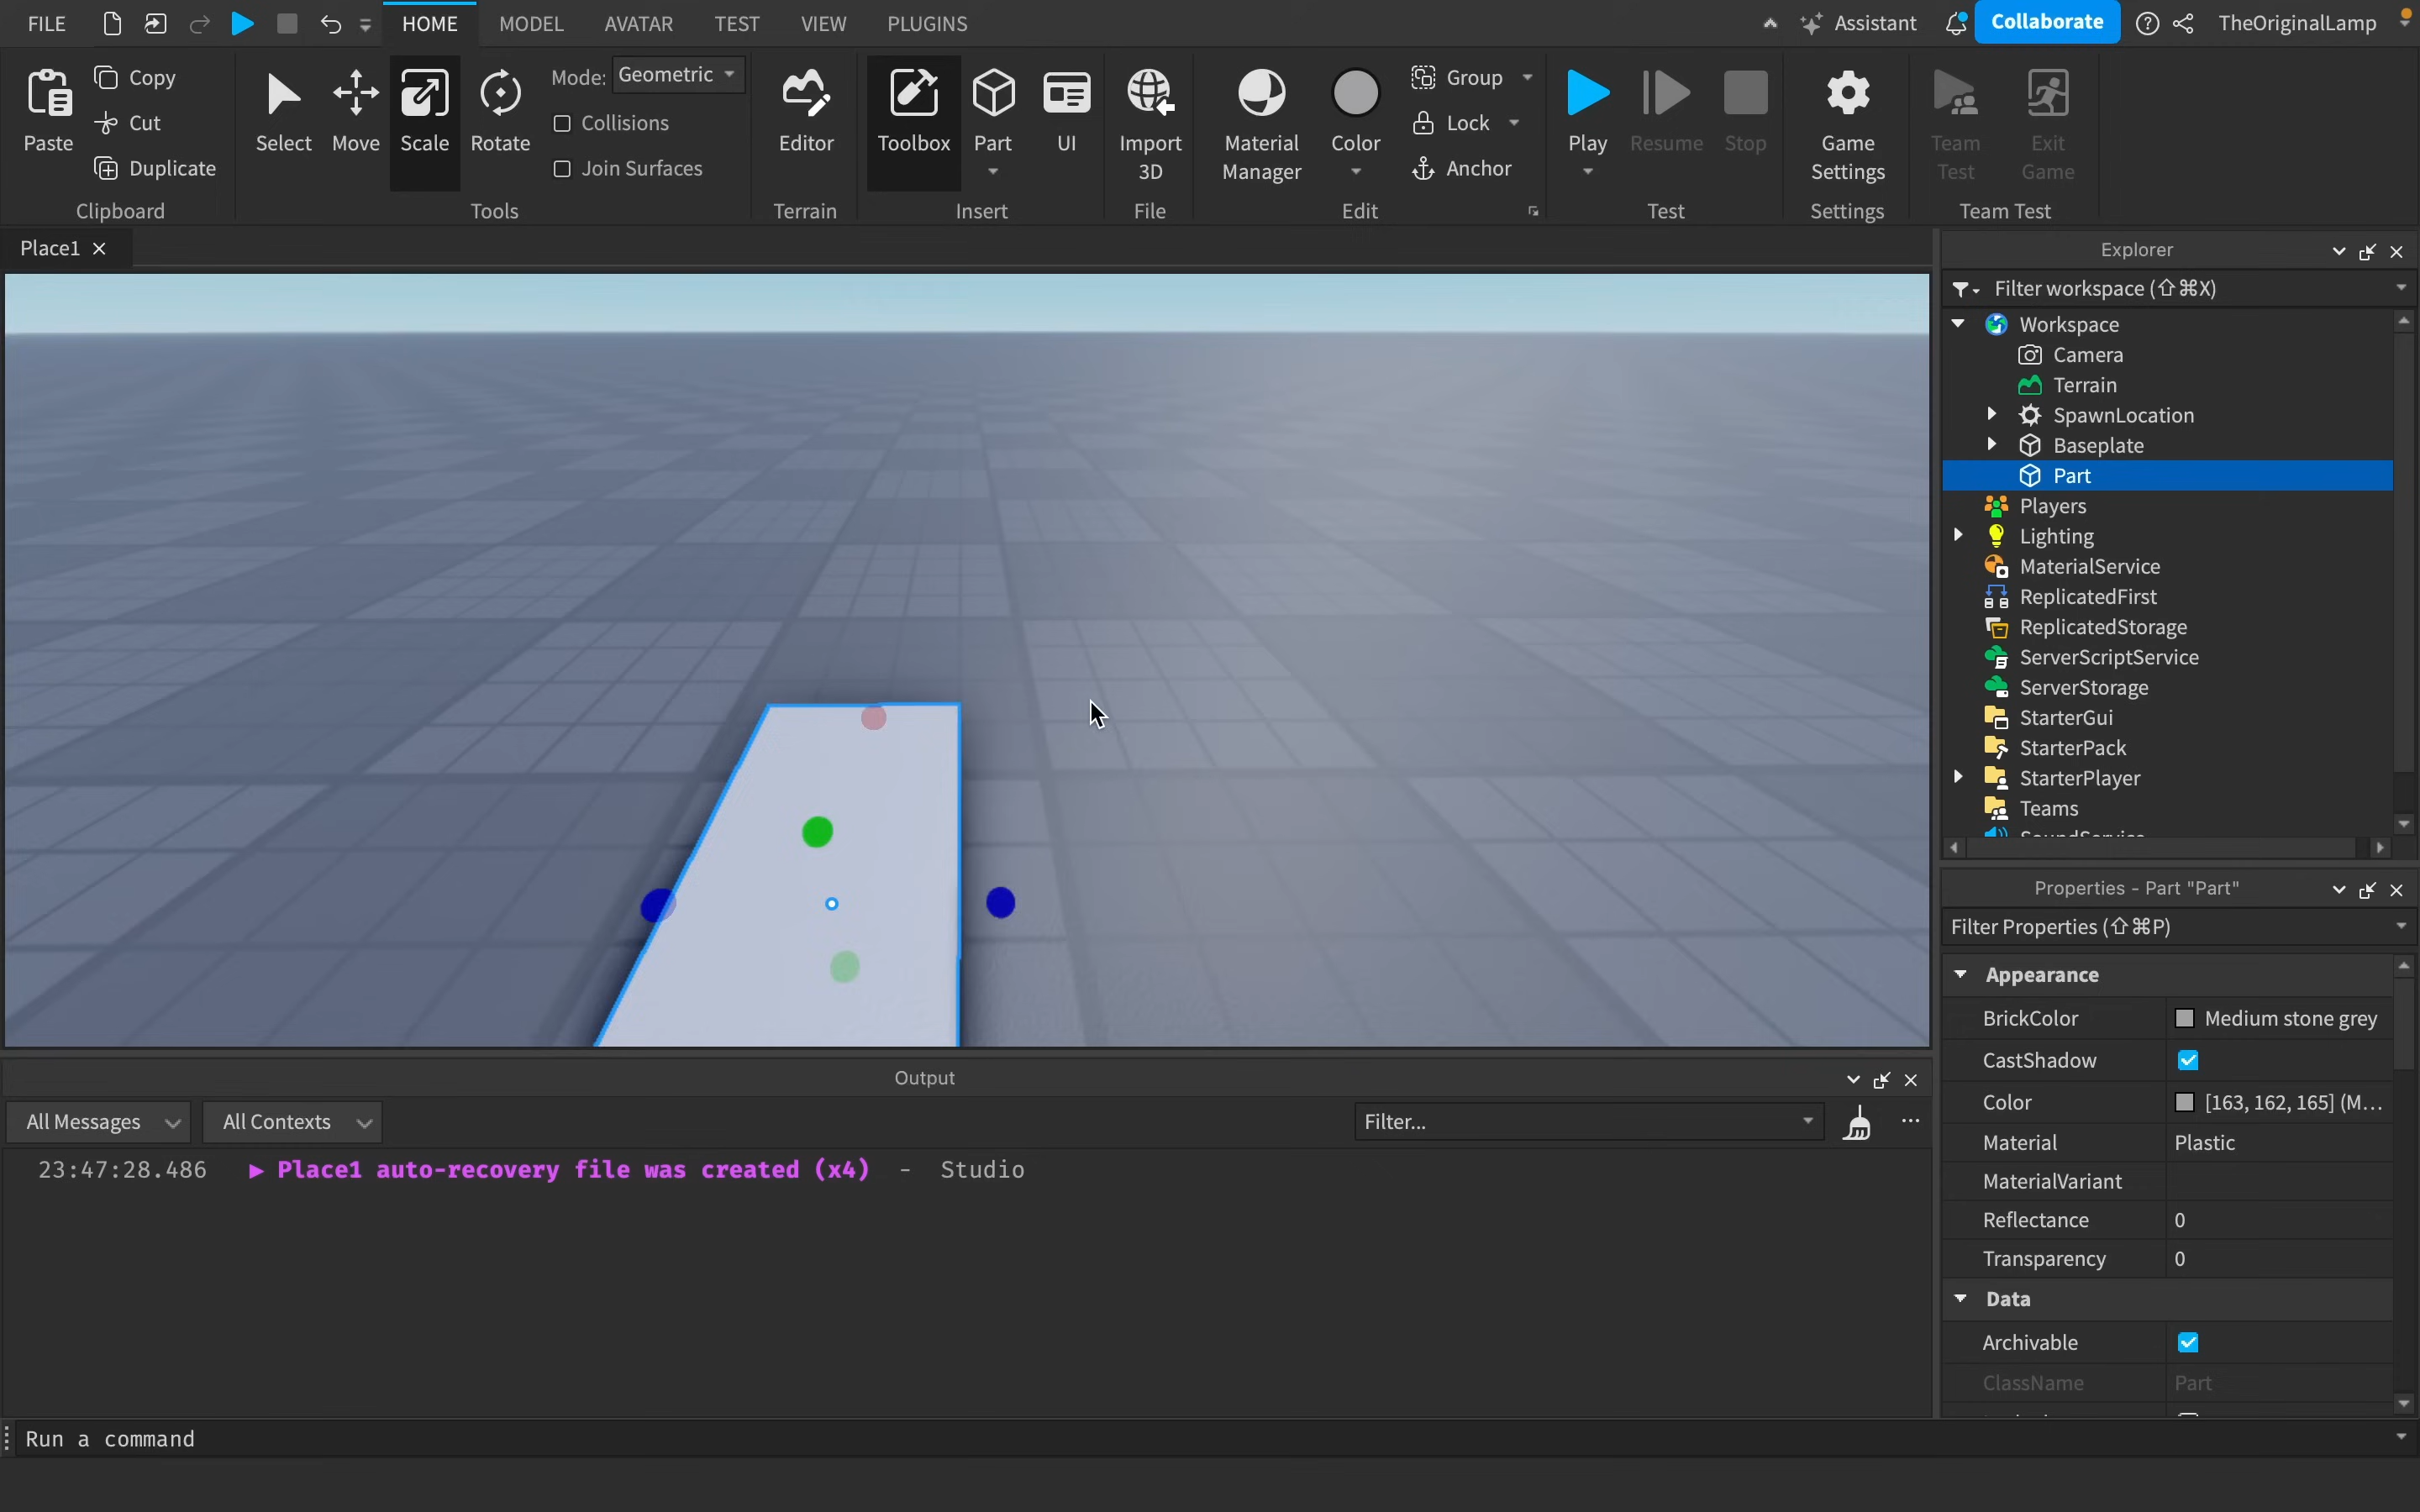 FILE HOME MODEL AVATAR TEST VIEW PLUGINS Assistant Collaborate TheOriginalLamp
Paste
Copy
Cut
Duplicate
Clipboard
Select
Move
Scale
Rotate
Mode: Geometric
Collisions
Join Surfaces
Tools
Editor
Terrain
Toolbox
Part
UI
Insert
Import
3D
File
Material
Manager
Color
Group
Lock
Anchor
Edit
Play
Resume
Stop
Test
Game
Settings
Settings
Team
Test
Exit
Game
Team Test
Place1
Explorer
Filter workspace (⇧⌘X)
Workspace
Camera
Terrain
SpawnLocation
Baseplate
Part
Players
Lighting
MaterialService
ReplicatedFirst
ReplicatedStorage
ServerScriptService
ServerStorage
StarterGui
StarterPack
StarterPlayer
Teams
Properties - Part "Part"
Filter Properties (⇧⌘P)
Appearance
BrickColor Medium stone grey
CastShadow
Color [163, 162, 165] (M...
Material Plastic
MaterialVariant
Reflectance 0
Transparency 0
Data
Archivable
ClassName Part
Output
All Messages All Contexts Filter...
23:47:28.486 ▶ Place1 auto-recovery file was created (x4) - Studio
Run a command